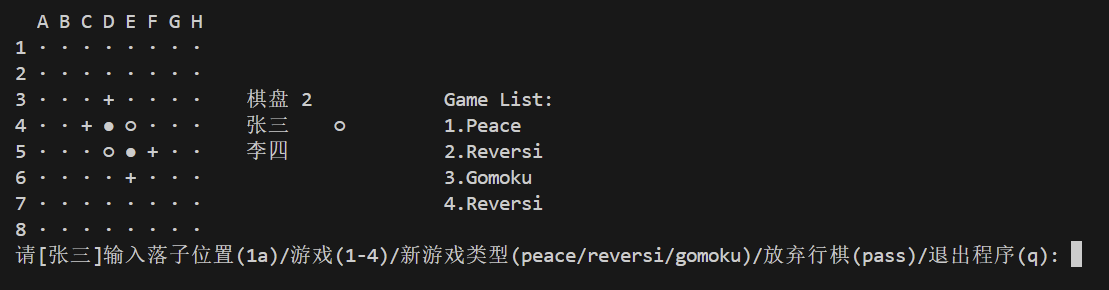 A B C D E F G H
1 · · · · · · · ·
2 · · · · · · · ·
3 · · · + · · · ·    棋盘 2            Game List:
4 · · + ● ○ · · ·    张三    ○         1.Peace
5 · · · ○ ● + · ·    李四              2.Reversi
6 · · · · + · · ·                      3.Gomoku
7 · · · · · · · ·                      4.Reversi
8 · · · · · · · ·
请[张三]输入落子位置(1a)/游戏(1-4)/新游戏类型(peace/reversi/gomoku)/放弃行棋(pass)/退出程序(q):